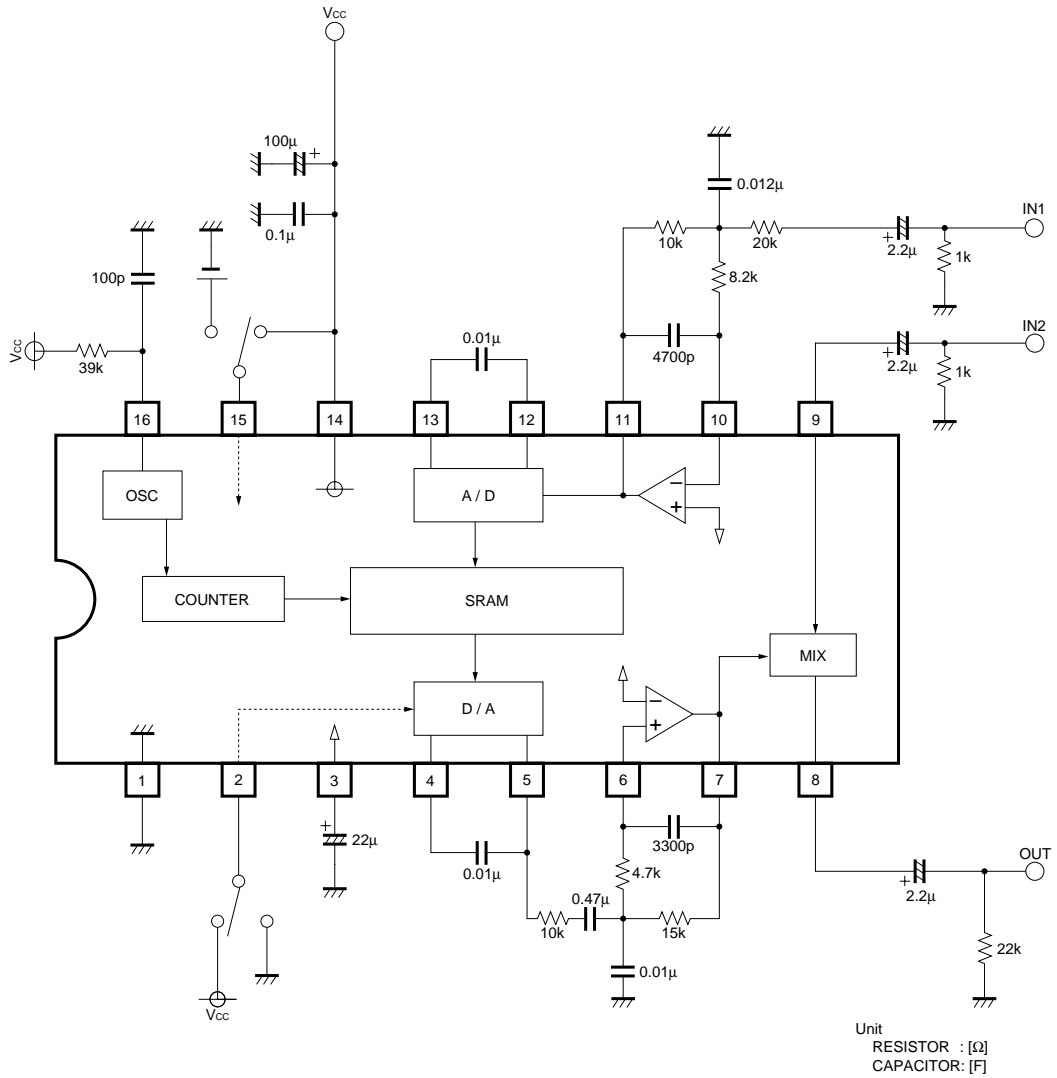 Vcc
100µ
+
0.1µ
0.012µ
10k
20k
+
2.2µ
1k
IN1
8.2k
100p
4700p
0.01µ
Vcc
39k
+
2.2µ
1k
IN2
16
15
14
13
12
11
10
9
OSC
A / D
−
+
COUNTER
SRAM
MIX
D / A
−
+
1
2
3
4
5
6
7
8
+
22µ
0.01µ
3300p
4.7k
0.47µ
10k
15k
0.01µ
Vcc
+
2.2µ
OUT
22k
Unit
RESISTOR : [Ω]
CAPACITOR: [F]